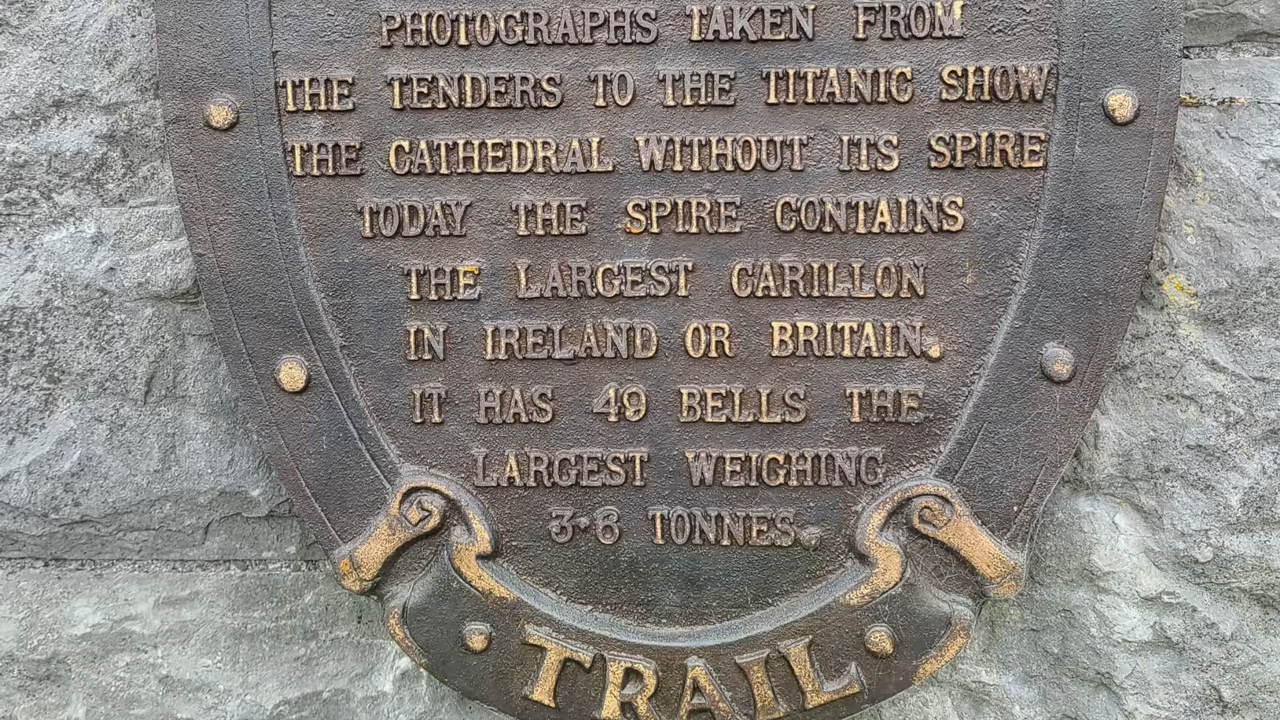 PHOTOGRAPHS TAKEN FROM
THE TENDERS TO THE TITANIC SHOW
THE CATHEDRAL WITHOUT ITS SPIRE
TODAY THE SPIRE CONTAINS
THE LARGEST CARILLON
IN IRELAND OR BRITAIN.
IT HAS 49 BELLS THE
LARGEST WEIGHING
3·6 TONNES.
TRAIL